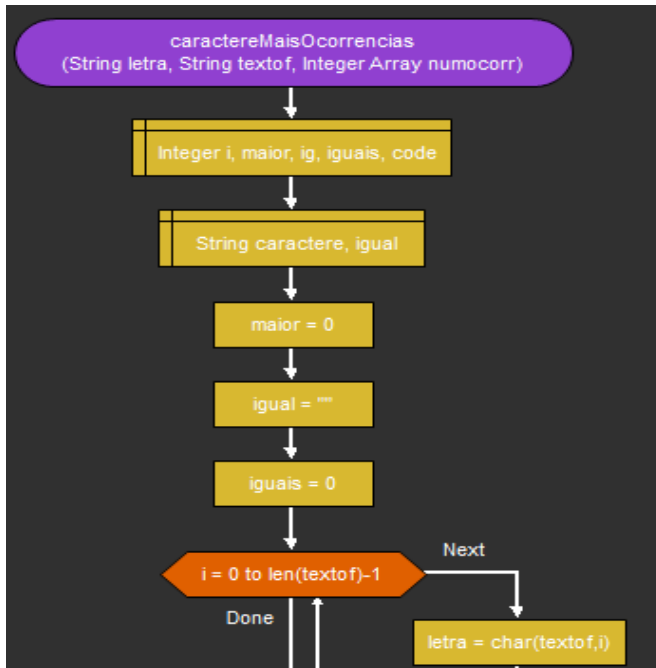 caractereMaisOcorrencias
(String letra, String textof, Integer Array numocorr)
Integer i, maior, ig, iguais, code
String caractere, igual
maior = 0
igual = ""
iguais = 0
i = 0 to len(textof)-1
Next
Done
letra = char(textof,i)